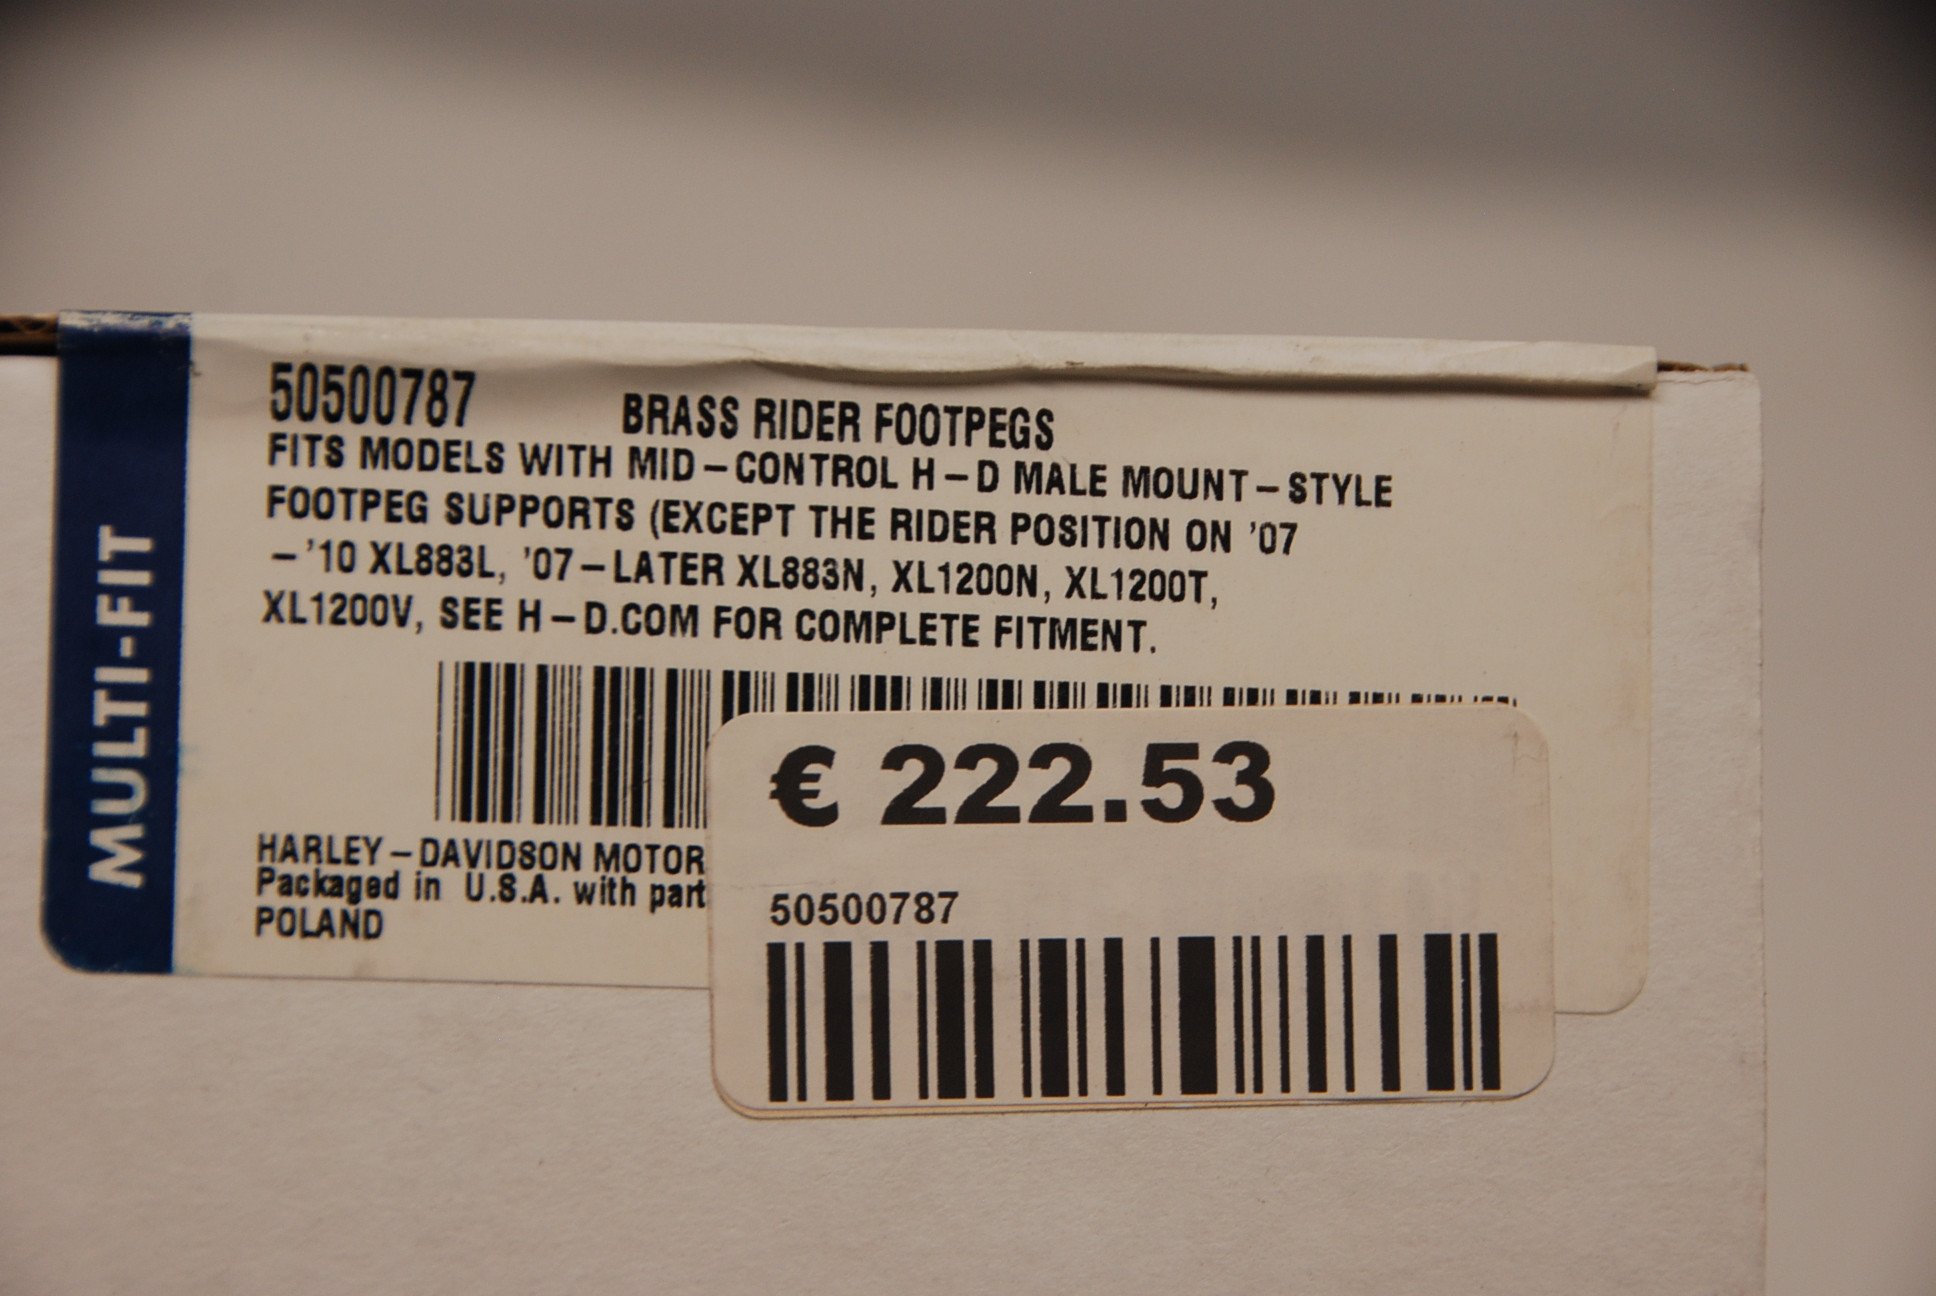 MULTI-FIT
50500787 BRASS RIDER FOOTPEGS
FITS MODELS WITH MID-CONTROL H-D MALE MOUNT-STYLE
FOOTPEG SUPPORTS (EXCEPT THE RIDER POSITION ON '07
-'10 XL883L, '07-LATER XL883N, XL1200N, XL1200T,
XL1200V, SEE H-D.COM FOR COMPLETE FITMENT.
HARLEY-DAVIDSON MOTOR
Packaged in U.S.A. with part
POLAND
€ 222.53
50500787